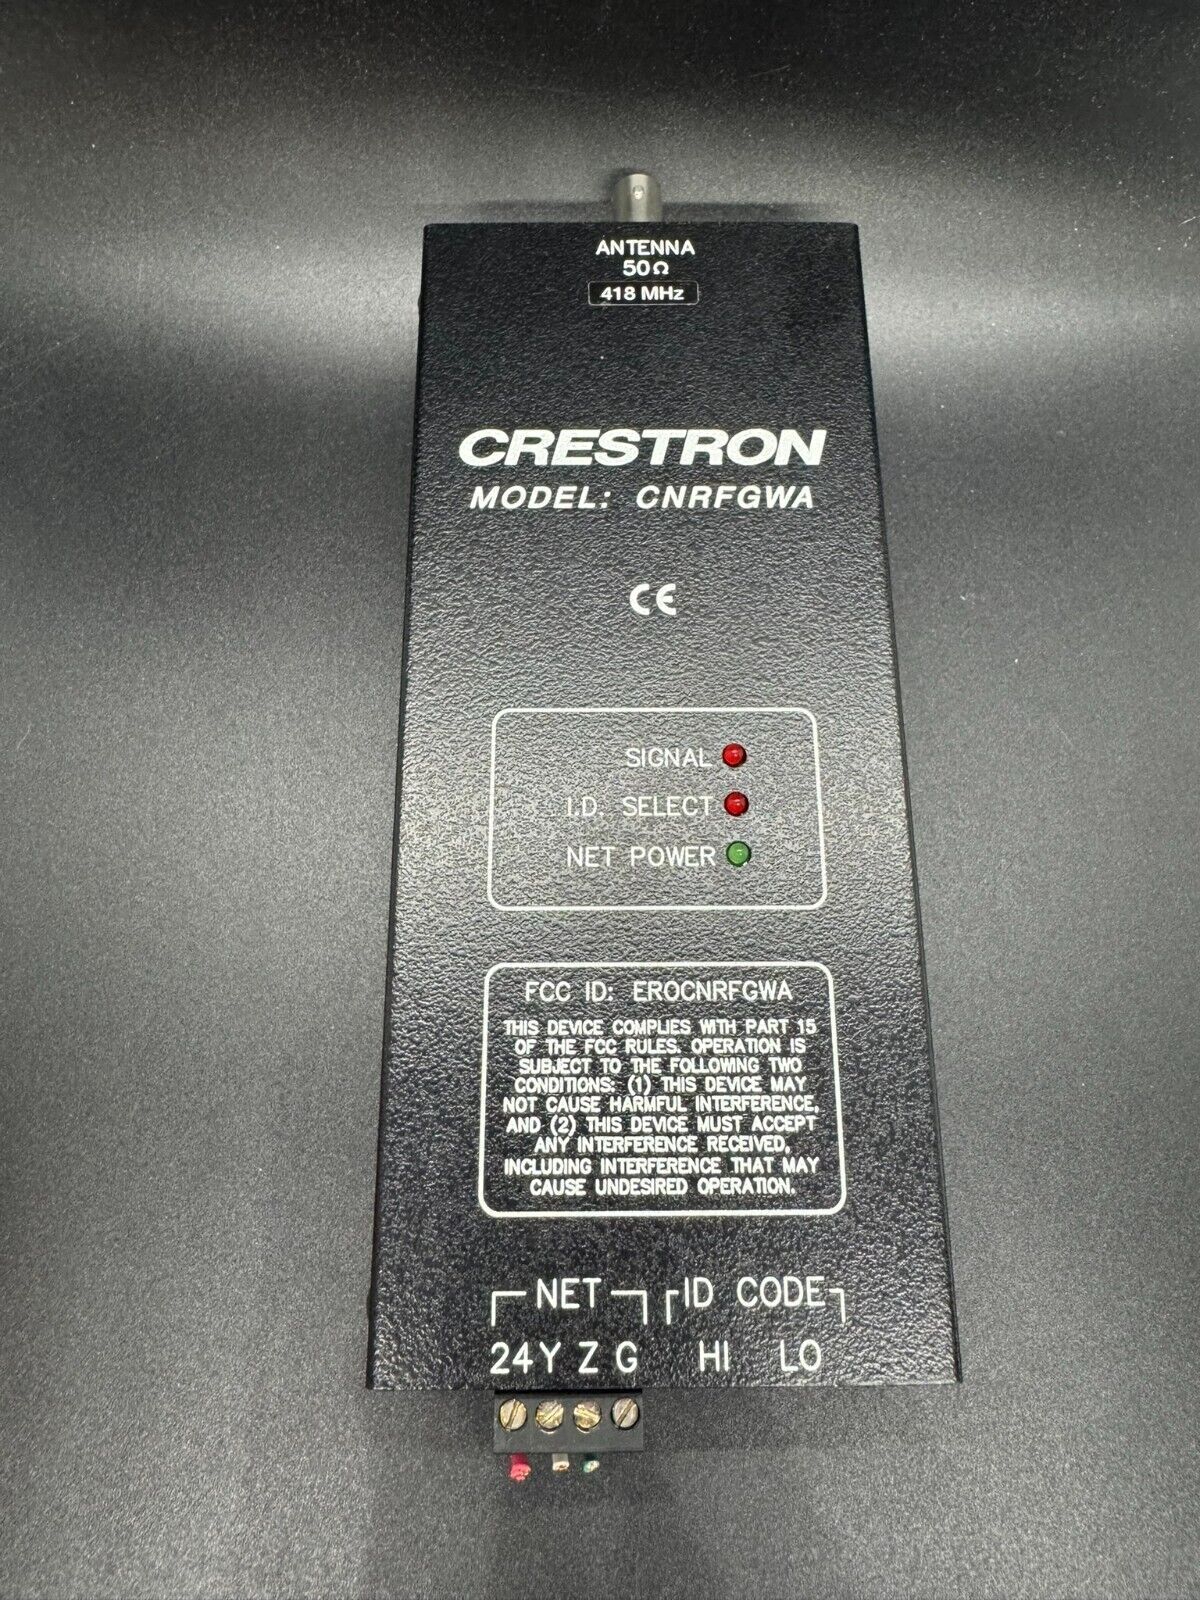 ANTENNA
50Ω
418 MHz
CRESTRON
MODEL: CNRFGWA
CE
SIGNAL
I.D. SELECT
NET POWER
FCC ID: EROCNRFGWA
THIS DEVICE COMPLIES WITH PART 15
OF THE FCC RULES. OPERATION IS
SUBJECT TO THE FOLLOWING TWO
CONDITIONS: (1) THIS DEVICE MAY
NOT CAUSE HARMFUL INTERFERENCE,
AND (2) THIS DEVICE MUST ACCEPT
ANY INTERFERENCE RECEIVED,
INCLUDING INTERFERENCE THAT MAY
CAUSE UNDESIRED OPERATION.
NET ID CODE
24 Y Z G HI LO